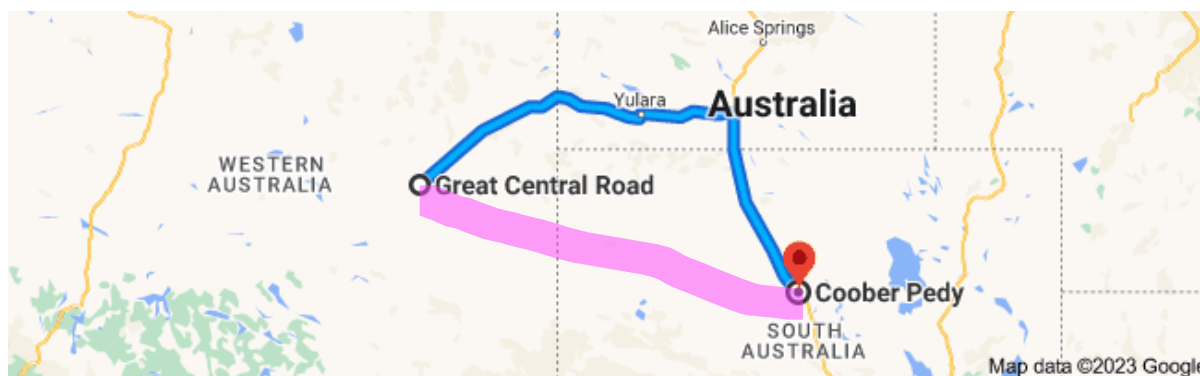 Alice Springs
Yulara
Australia
WESTERN
AUSTRALIA
Great Central Road
Coober Pedy
SOUTH
AUSTRALIA
Map data ©2023 Google